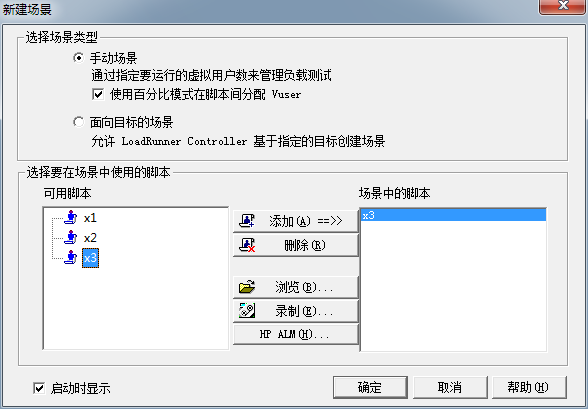 新建场景
选择场景类型
手动场景
通过指定要运行的虚拟用户数来管理负载测试
使用百分比模式在脚本间分配 Vuser
面向目标的场景
允许 LoadRunner Controller 基于指定的目标创建场景
选择要在场景中使用的脚本
可用脚本
x1
x2
x3
添加(A) ==>>
删除(R)
浏览(B)...
录制(E)...
HP ALM(H)...
场景中的脚本
x3
启动时显示
确定
取消
帮助(H)